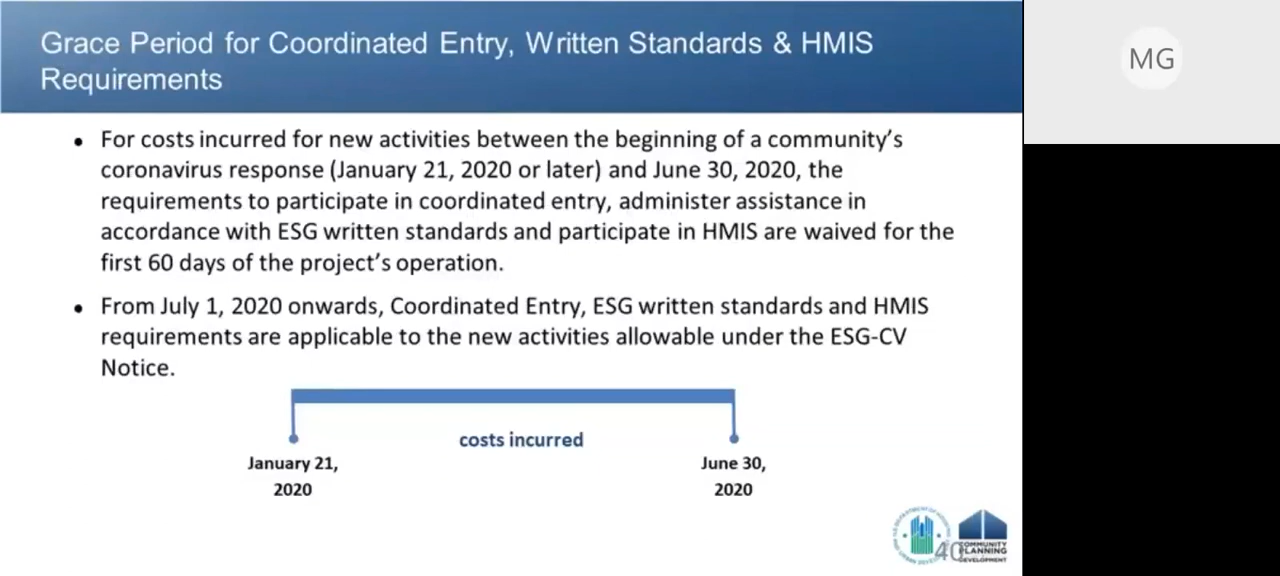 Grace Period for Coordinated Entry, Written Standards & HMIS
Requirements
MG
• For costs incurred for new activities between the beginning of a community’s
coronavirus response (January 21, 2020 or later) and June 30, 2020, the
requirements to participate in coordinated entry, administer assistance in
accordance with ESG written standards and participate in HMIS are waived for the
first 60 days of the project’s operation.
• From July 1, 2020 onwards, Coordinated Entry, ESG written standards and HMIS
requirements are applicable to the new activities allowable under the ESG-CV
Notice.
costs incurred
January 21,
2020
June 30,
2020
40
COMMUNITY
PLANNING
DEVELOPMENT